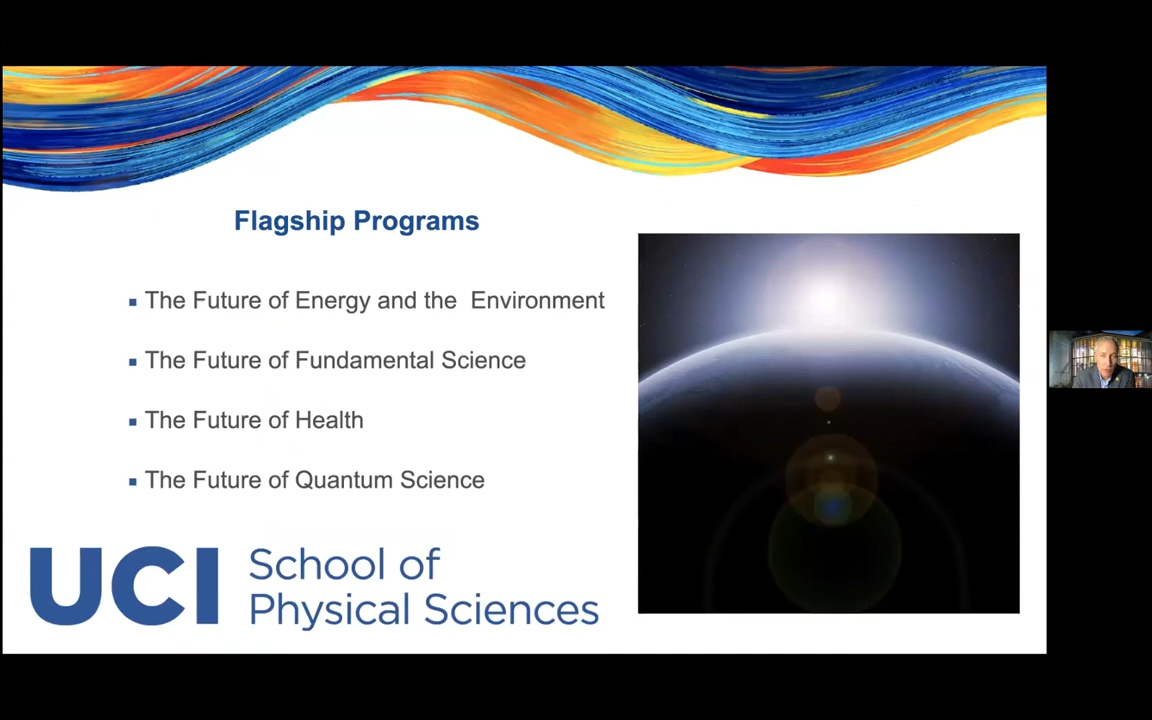 Flagship Programs
▪ The Future of Energy and the  Environment
▪ The Future of Fundamental Science
▪ The Future of Health
▪ The Future of Quantum Science
UCI School of
Physical Sciences